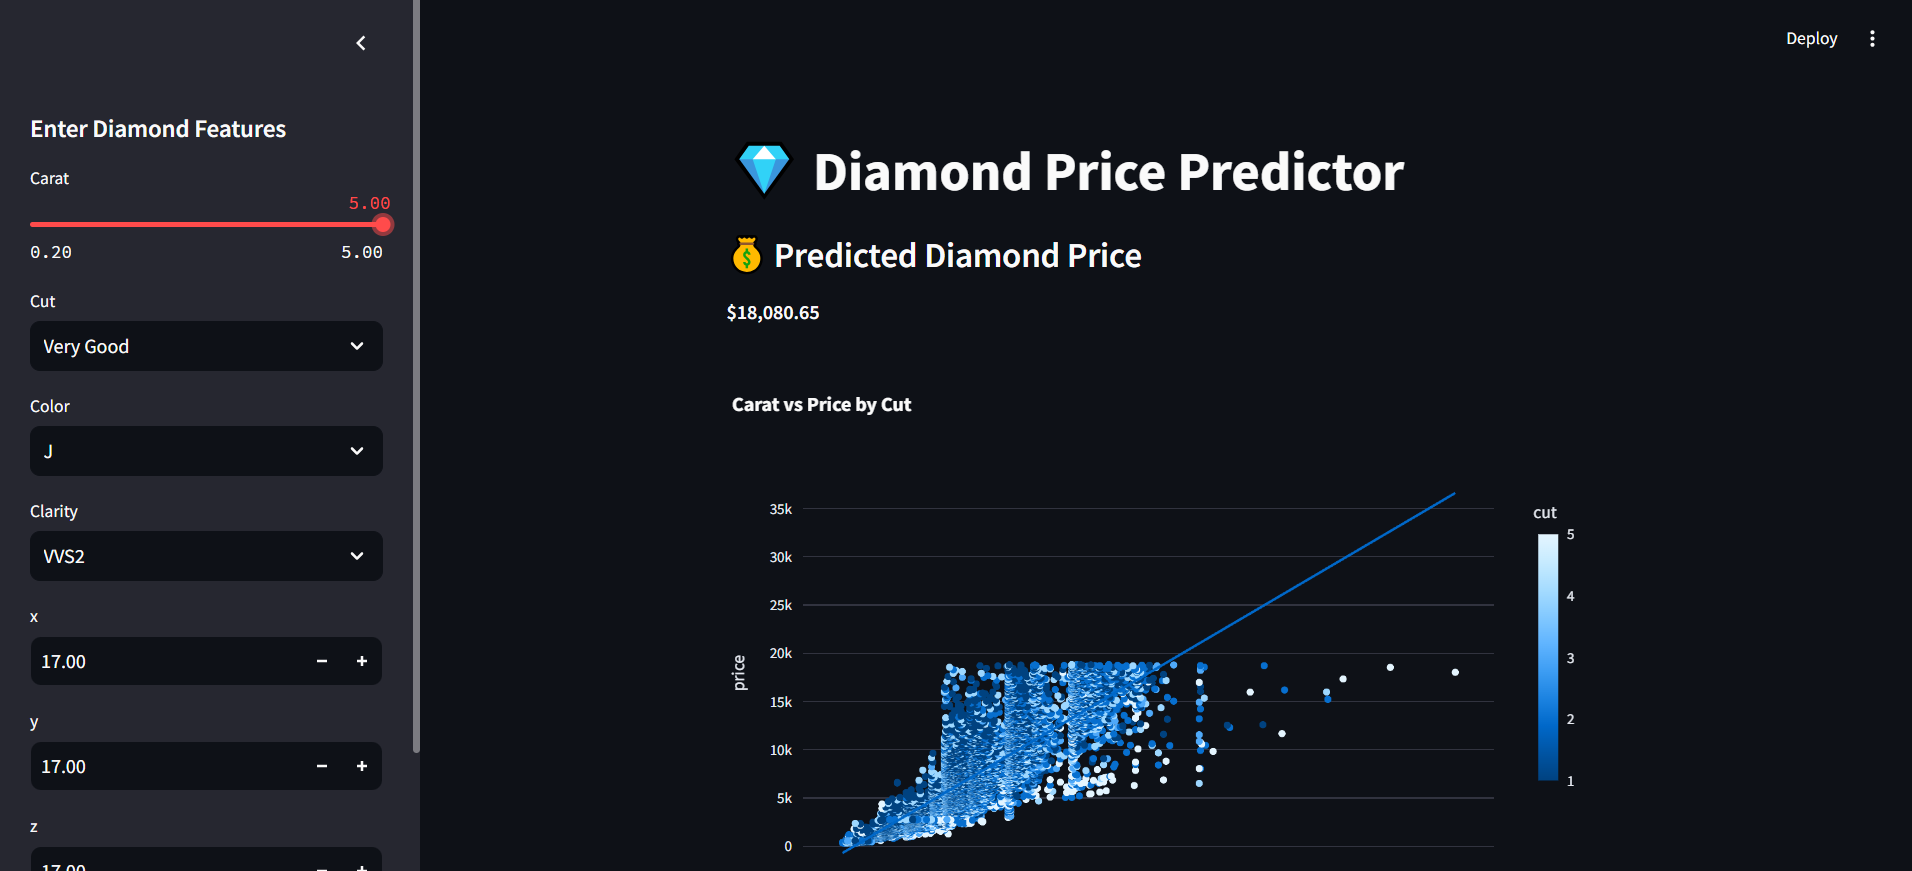 Deploy
Enter Diamond Features
Carat
5.00
0.20 5.00
Cut
Very Good
Color
J
Clarity
VVS2
x
17.00
y
17.00
z
17.00
Diamond Price Predictor
Predicted Diamond Price
$18,080.65
Carat vs Price by Cut
35k
30k
25k
20k
15k
10k
5k
0
price
cut
5
4
3
2
1